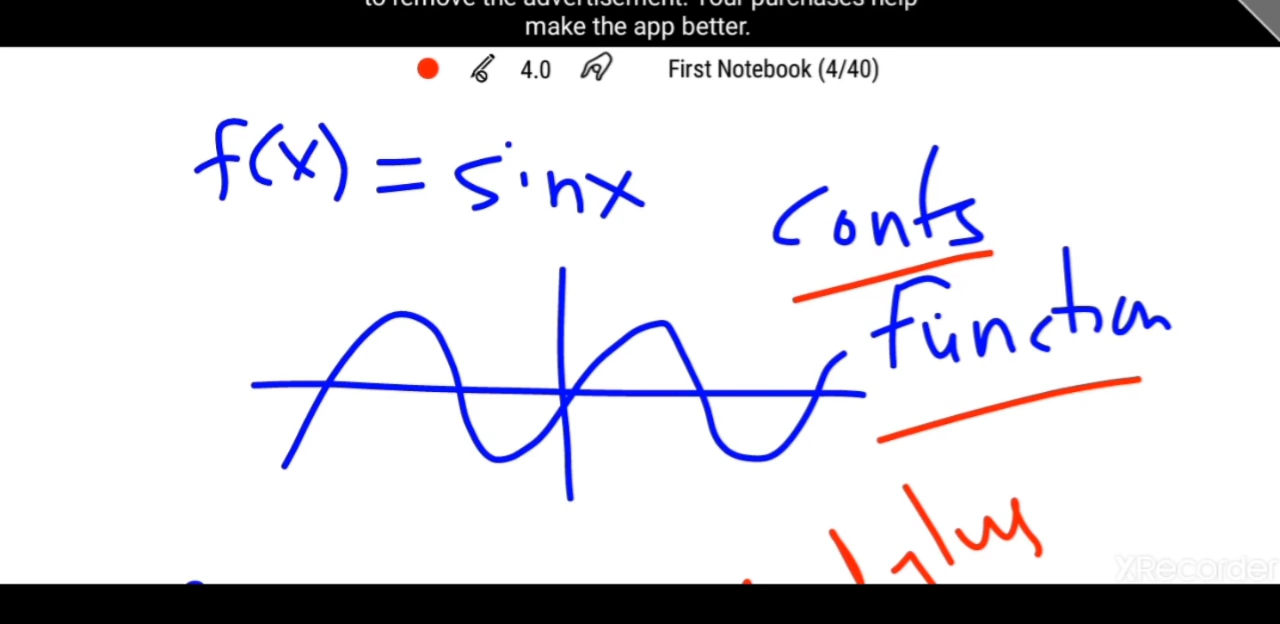 to remove the advertisement. Your purchases help
make the app better.
4.0 First Notebook (4/40)
f(x) = sinx
conts
function
XRecorder